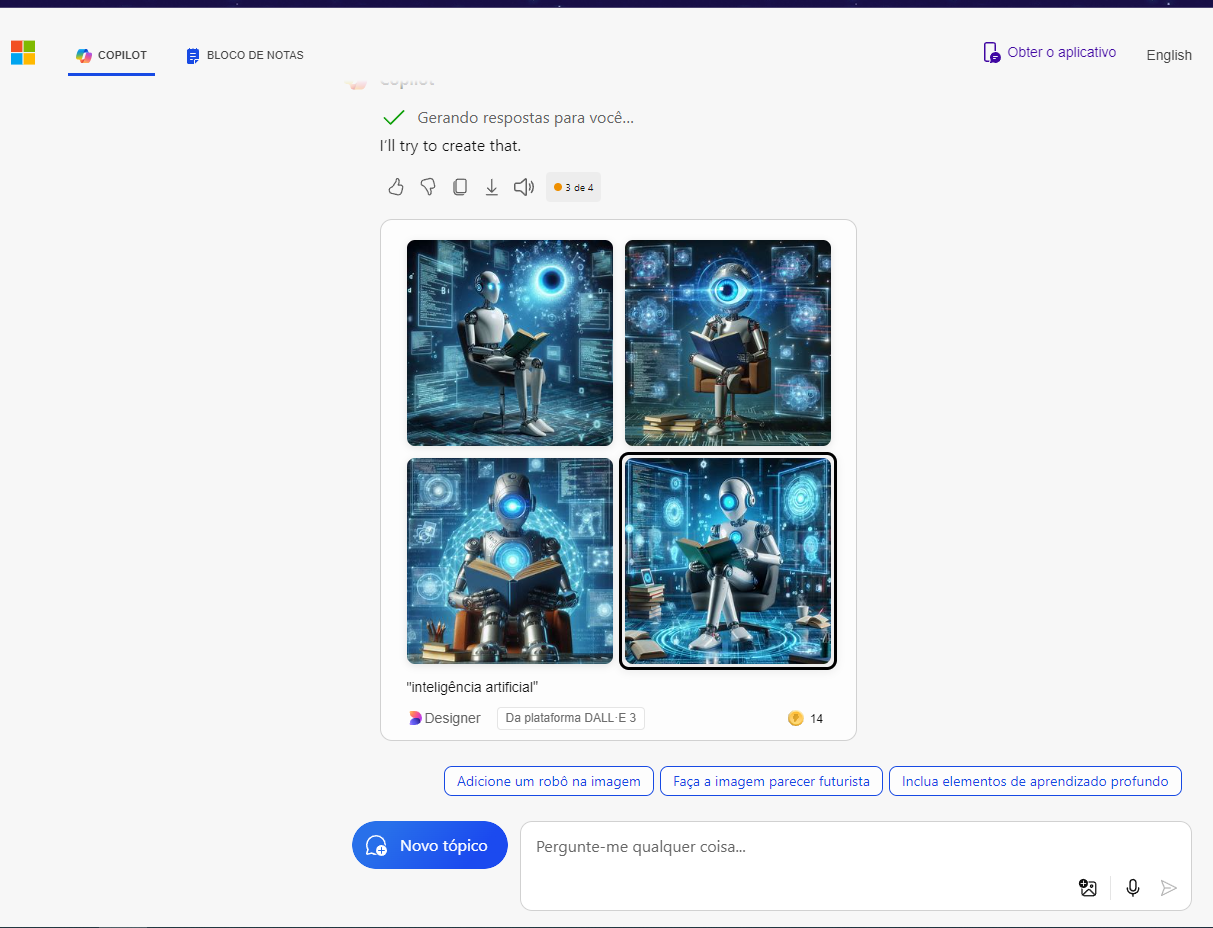 COPILOT
BLOCO DE NOTAS
Obter o aplicativo
English
Copilot
Gerando respostas para você...
I'll try to create that.
3 de 4
"inteligência artificial"
Designer
Da plataforma DALL·E 3
14
Adicione um robô na imagem
Faça a imagem parecer futurista
Inclua elementos de aprendizado profundo
Novo tópico
Pergunte-me qualquer coisa...